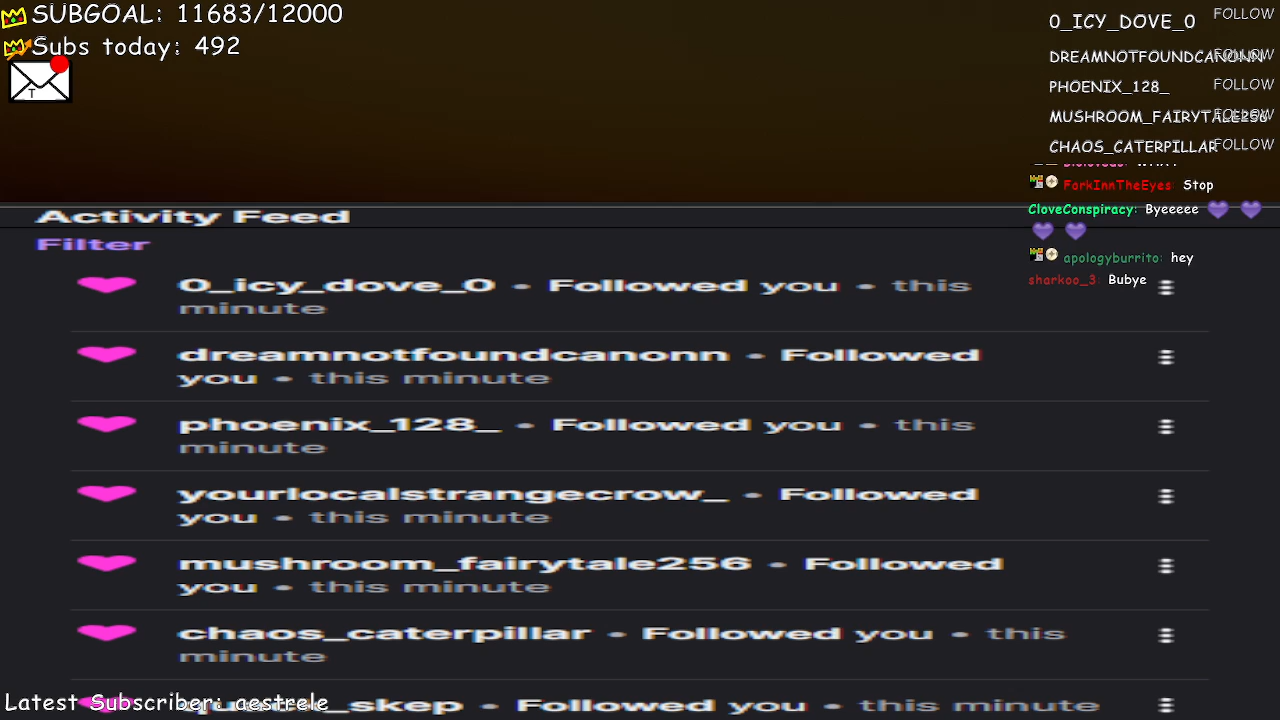 SUBGOAL: 11683/12000
Subs today: 492
T
0_ICY_DOVE_0 FOLLOW
DREAMNOTFOUNDCANONN FOLLOW
PHOENIX_128_ FOLLOW
MUSHROOM_FAIRYTALE256 FOLLOW
CHAOS_CATERPILLAR FOLLOW
ForkInnTheEyes: Stop
CloveConspiracy: Byeeeee
apologyburrito: hey
sharkoo_3: Bubye
Activity Feed
Filter
0_icy_dove_0 • Followed you • this
minute
dreamnotfoundcanonn • Followed
you • this minute
phoenix_128_ • Followed you • this
minute
yourlocalstrangecrow_ • Followed
you • this minute
mushroom_fairytale256 • Followed
you • this minute
chaos_caterpillar • Followed you • this
minute
_skep • Followed you • this minute
Latest Subscriber: aestrele